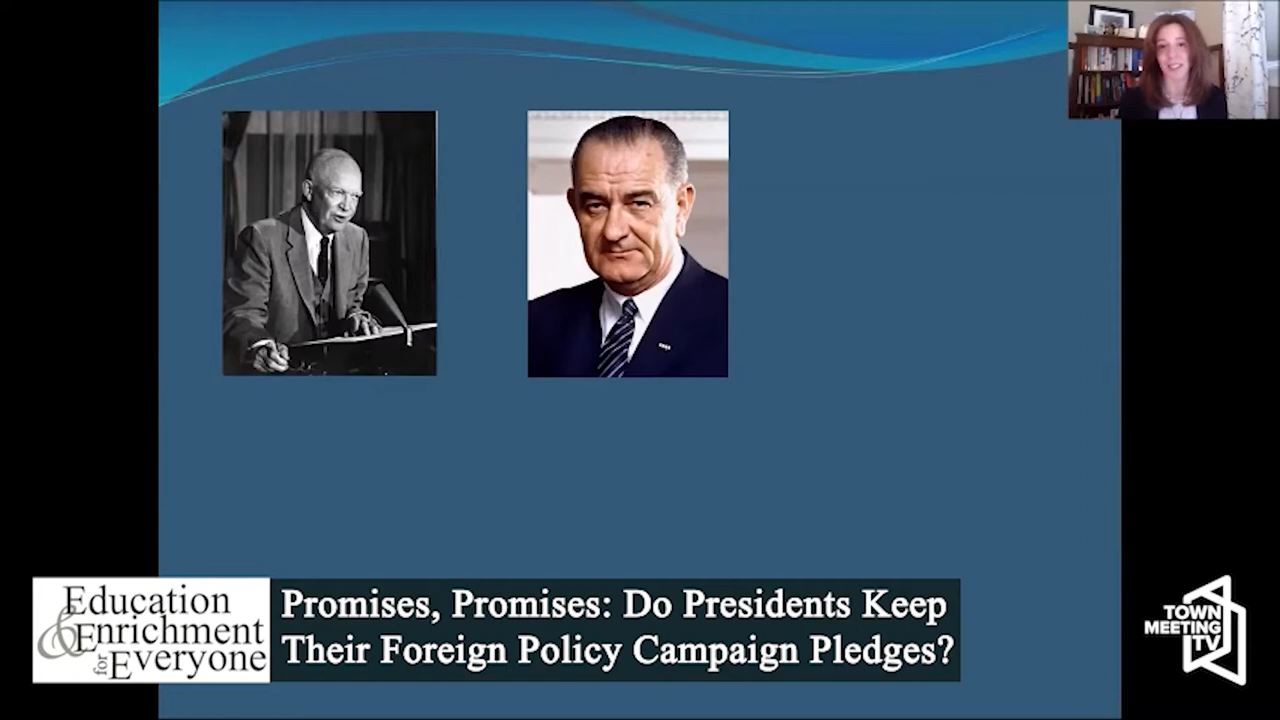 Education
& Enrichment
for Everyone
Promises, Promises: Do Presidents Keep
Their Foreign Policy Campaign Pledges?
TOWN
MEETING
TV